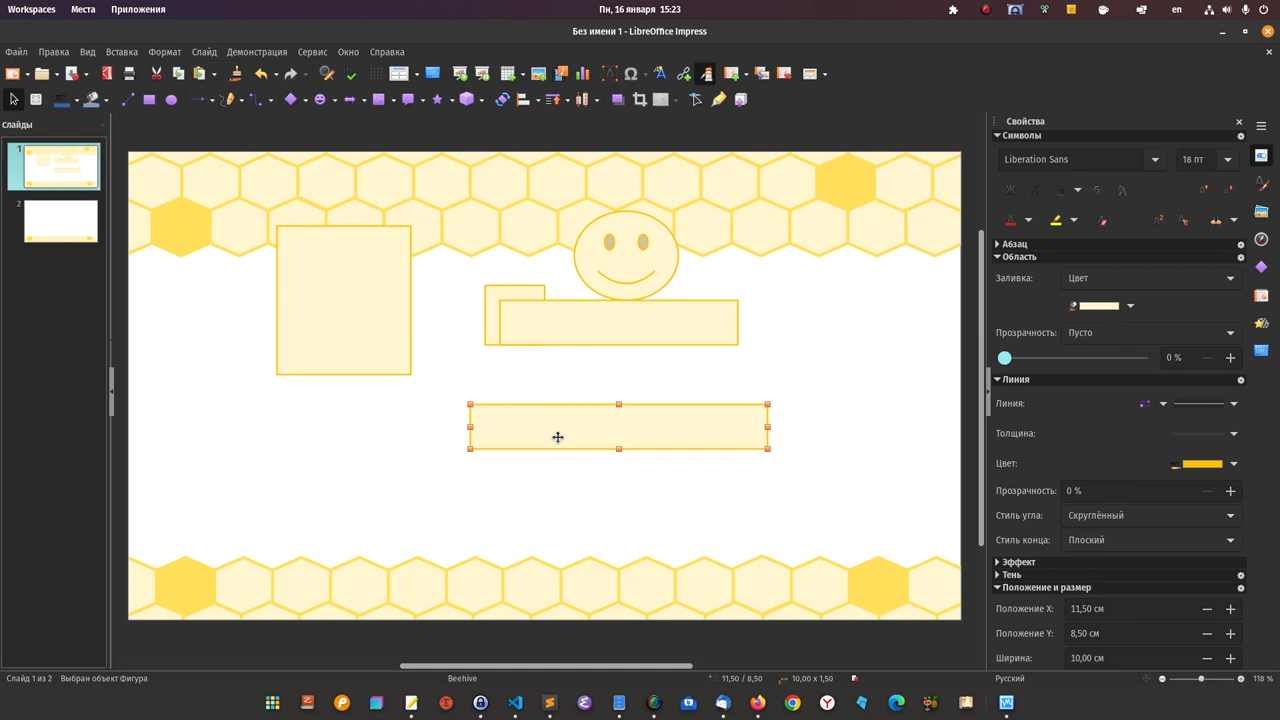 Workspaces Места Приложения Пн, 16 января 15:23 en
Без имени 1 - LibreOffice Impress
Файл Правка Вид Вставка Формат Слайд Демонстрация Сервис Окно Справка
Слайды
1
2
Свойства
Символы
Liberation Sans 18 пт
Абзац
Область
Заливка: Цвет
Прозрачность: Пусто
0 %
Линия
Линия:
Толщина:
Цвет:
Прозрачность: 0 %
Стиль угла: Скруглённый
Стиль конца: Плоский
Эффект
Тень
Положение и размер
Положение X: 11,50 см
Положение Y: 8,50 см
Ширина: 10,00 см
Слайд 1 из 2 Выбран объект Фигура Beehive 11,50 / 8,50 10,00 x 1,50 Русский 118 %